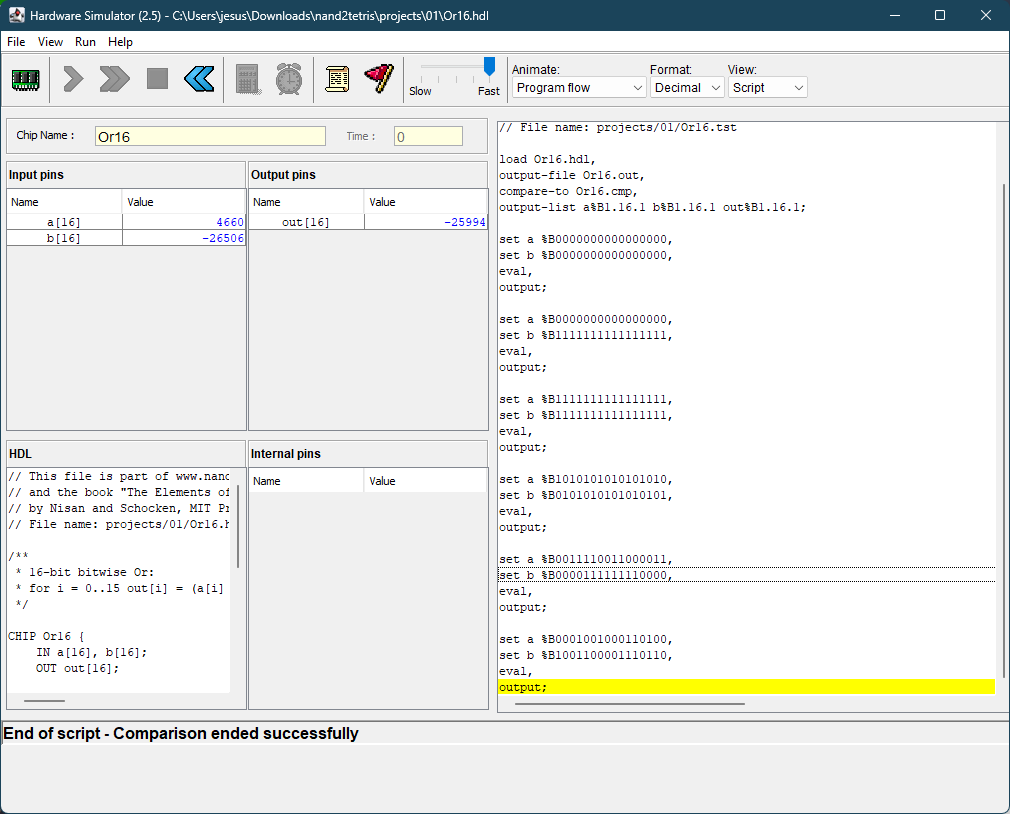 Hardware Simulator (2.5) - C:\Users\jesus\Downloads\nand2tetris\projects\01\Or16.hdl
File View Run Help
Slow Fast
Animate: Format: View:
Program flow Decimal Script
Chip Name : Or16 Time : 0
Input pins
Name Value
a[16] 4660
b[16] -26506
Output pins
Name Value
out[16] -25994
HDL
// This file is part of www.nand
// and the book "The Elements of
// by Nisan and Schocken, MIT Pr
// File name: projects/01/Or16.h
/**
* 16-bit bitwise Or:
* for i = 0..15 out[i] = (a[i]
*/
CHIP Or16 {
IN a[16], b[16];
OUT out[16];
Internal pins
Name Value
// File name: projects/01/Or16.tst
load Or16.hdl,
output-file Or16.out,
compare-to Or16.cmp,
output-list a%B1.16.1 b%B1.16.1 out%B1.16.1;
set a %B0000000000000000,
set b %B0000000000000000,
eval,
output;
set a %B0000000000000000,
set b %B1111111111111111,
eval,
output;
set a %B1111111111111111,
set b %B1111111111111111,
eval,
output;
set a %B1010101010101010,
set b %B0101010101010101,
eval,
output;
set a %B0011110011000011,
set b %B0000111111110000,
eval,
output;
set a %B0001001000110100,
set b %B1001100001110110,
eval,
output;
End of script - Comparison ended successfully